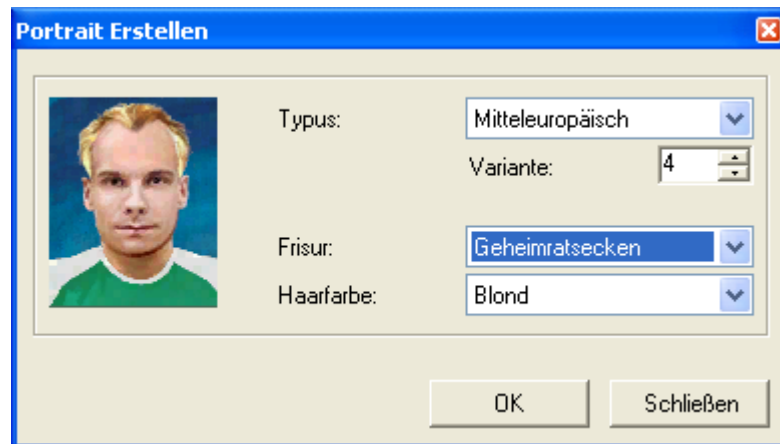 Portrait Erstellen
Typus: Mitteleuropäisch
Variante: 4
Frisur: Geheimratsecken
Haarfarbe: Blond
OK Schließen